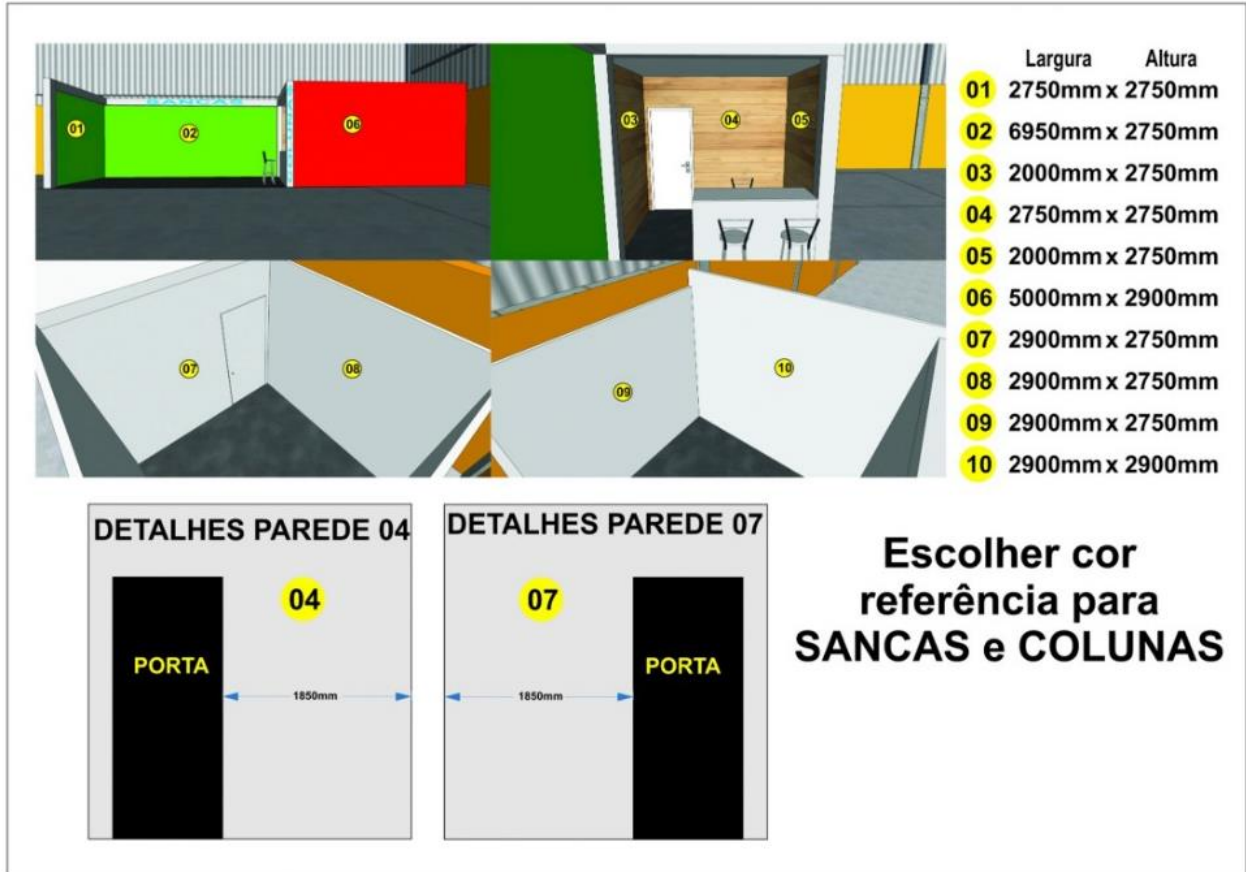 Largura Altura
01 2750mm x 2750mm
02 6950mm x 2750mm
03 2000mm x 2750mm
04 2750mm x 2750mm
05 2000mm x 2750mm
06 5000mm x 2900mm
07 2900mm x 2750mm
08 2900mm x 2750mm
09 2900mm x 2750mm
10 2900mm x 2900mm
SANCAS
01
02
06
03
04
05
07
08
09
10
DETALHES PAREDE 04
04
PORTA
1850mm
DETALHES PAREDE 07
07
PORTA
1850mm
Escolher cor
referência para
SANCAS e COLUNAS